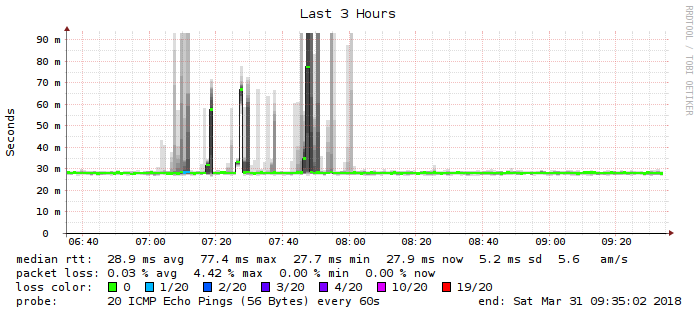 Last 3 Hours
RRDTOOL / TOBI OETIKER
Seconds
90 m
80 m
70 m
60 m
50 m
40 m
30 m
20 m
10 m
0
06:40 07:00 07:20 07:40 08:00 08:20 08:40 09:00 09:20
median rtt: 28.9 ms avg 77.4 ms max 27.7 ms min 27.9 ms now 5.2 ms sd 5.6 am/s
packet loss: 0.03 % avg 4.42 % max 0.00 % min 0.00 % now
loss color: 0 1/20 2/20 3/20 4/20 10/20 19/20
probe: 20 ICMP Echo Pings (56 Bytes) every 60s end: Sat Mar 31 09:35:02 2018